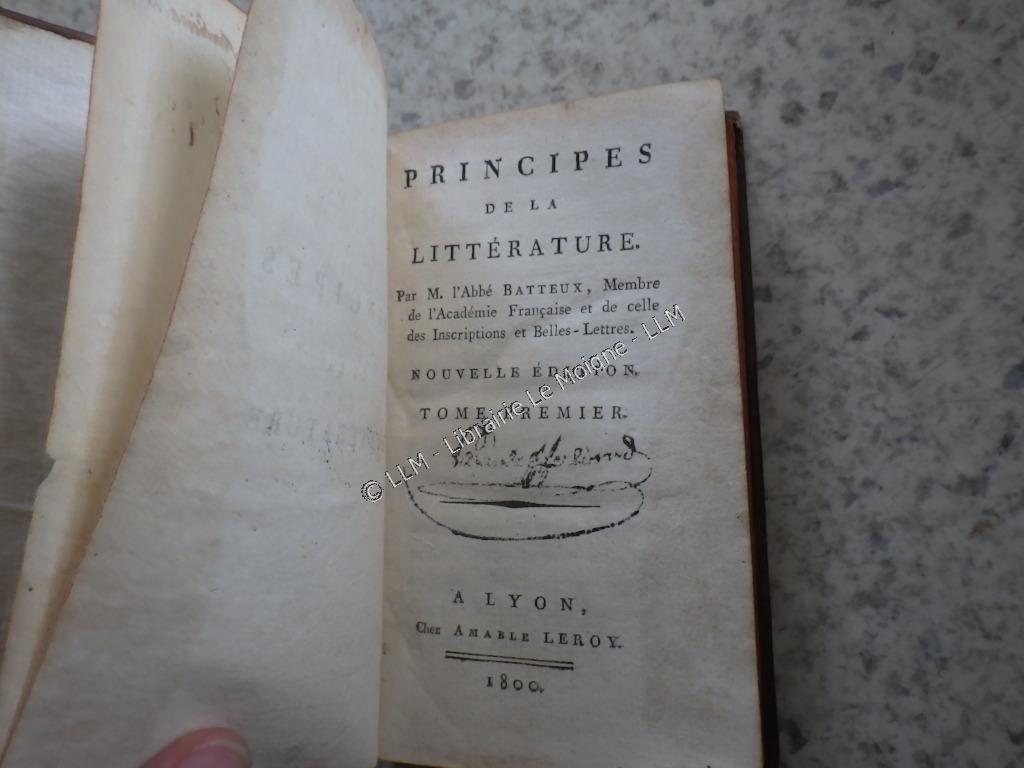 PRINCIPES
DE LA
LITTÉRATURE.
Par M. l'Abbé BATTEUX, Membre
de l'Académie Française et de celle
des Inscriptions et Belles-Lettres.
NOUVELLE ÉDITION,
TOME PREMIER.
A LYON,
Chez AMABLE LEROY.
1800.
© LLM - Librairie Le Moigne - LLM